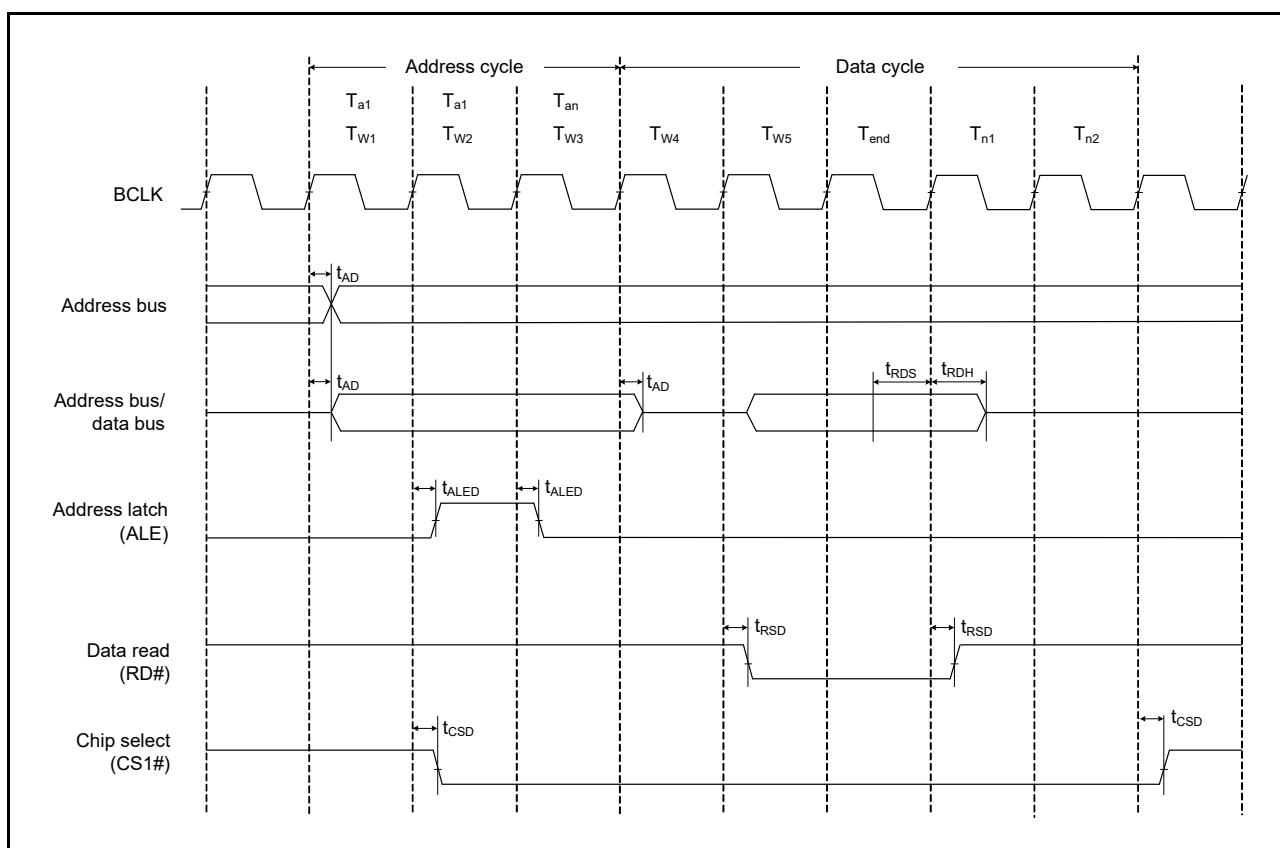 Address cycle Data cycle
Ta1 Ta1 Tan
TW1 TW2 TW3 TW4 TW5 Tend Tn1 Tn2
BCLK
tAD
Address bus
tAD tAD tRDS tRDH
Address bus/
data bus
tALED tALED
Address latch
(ALE)
tRSD tRSD
Data read
(RD#)
tCSD tCSD
Chip select
(CS1#)